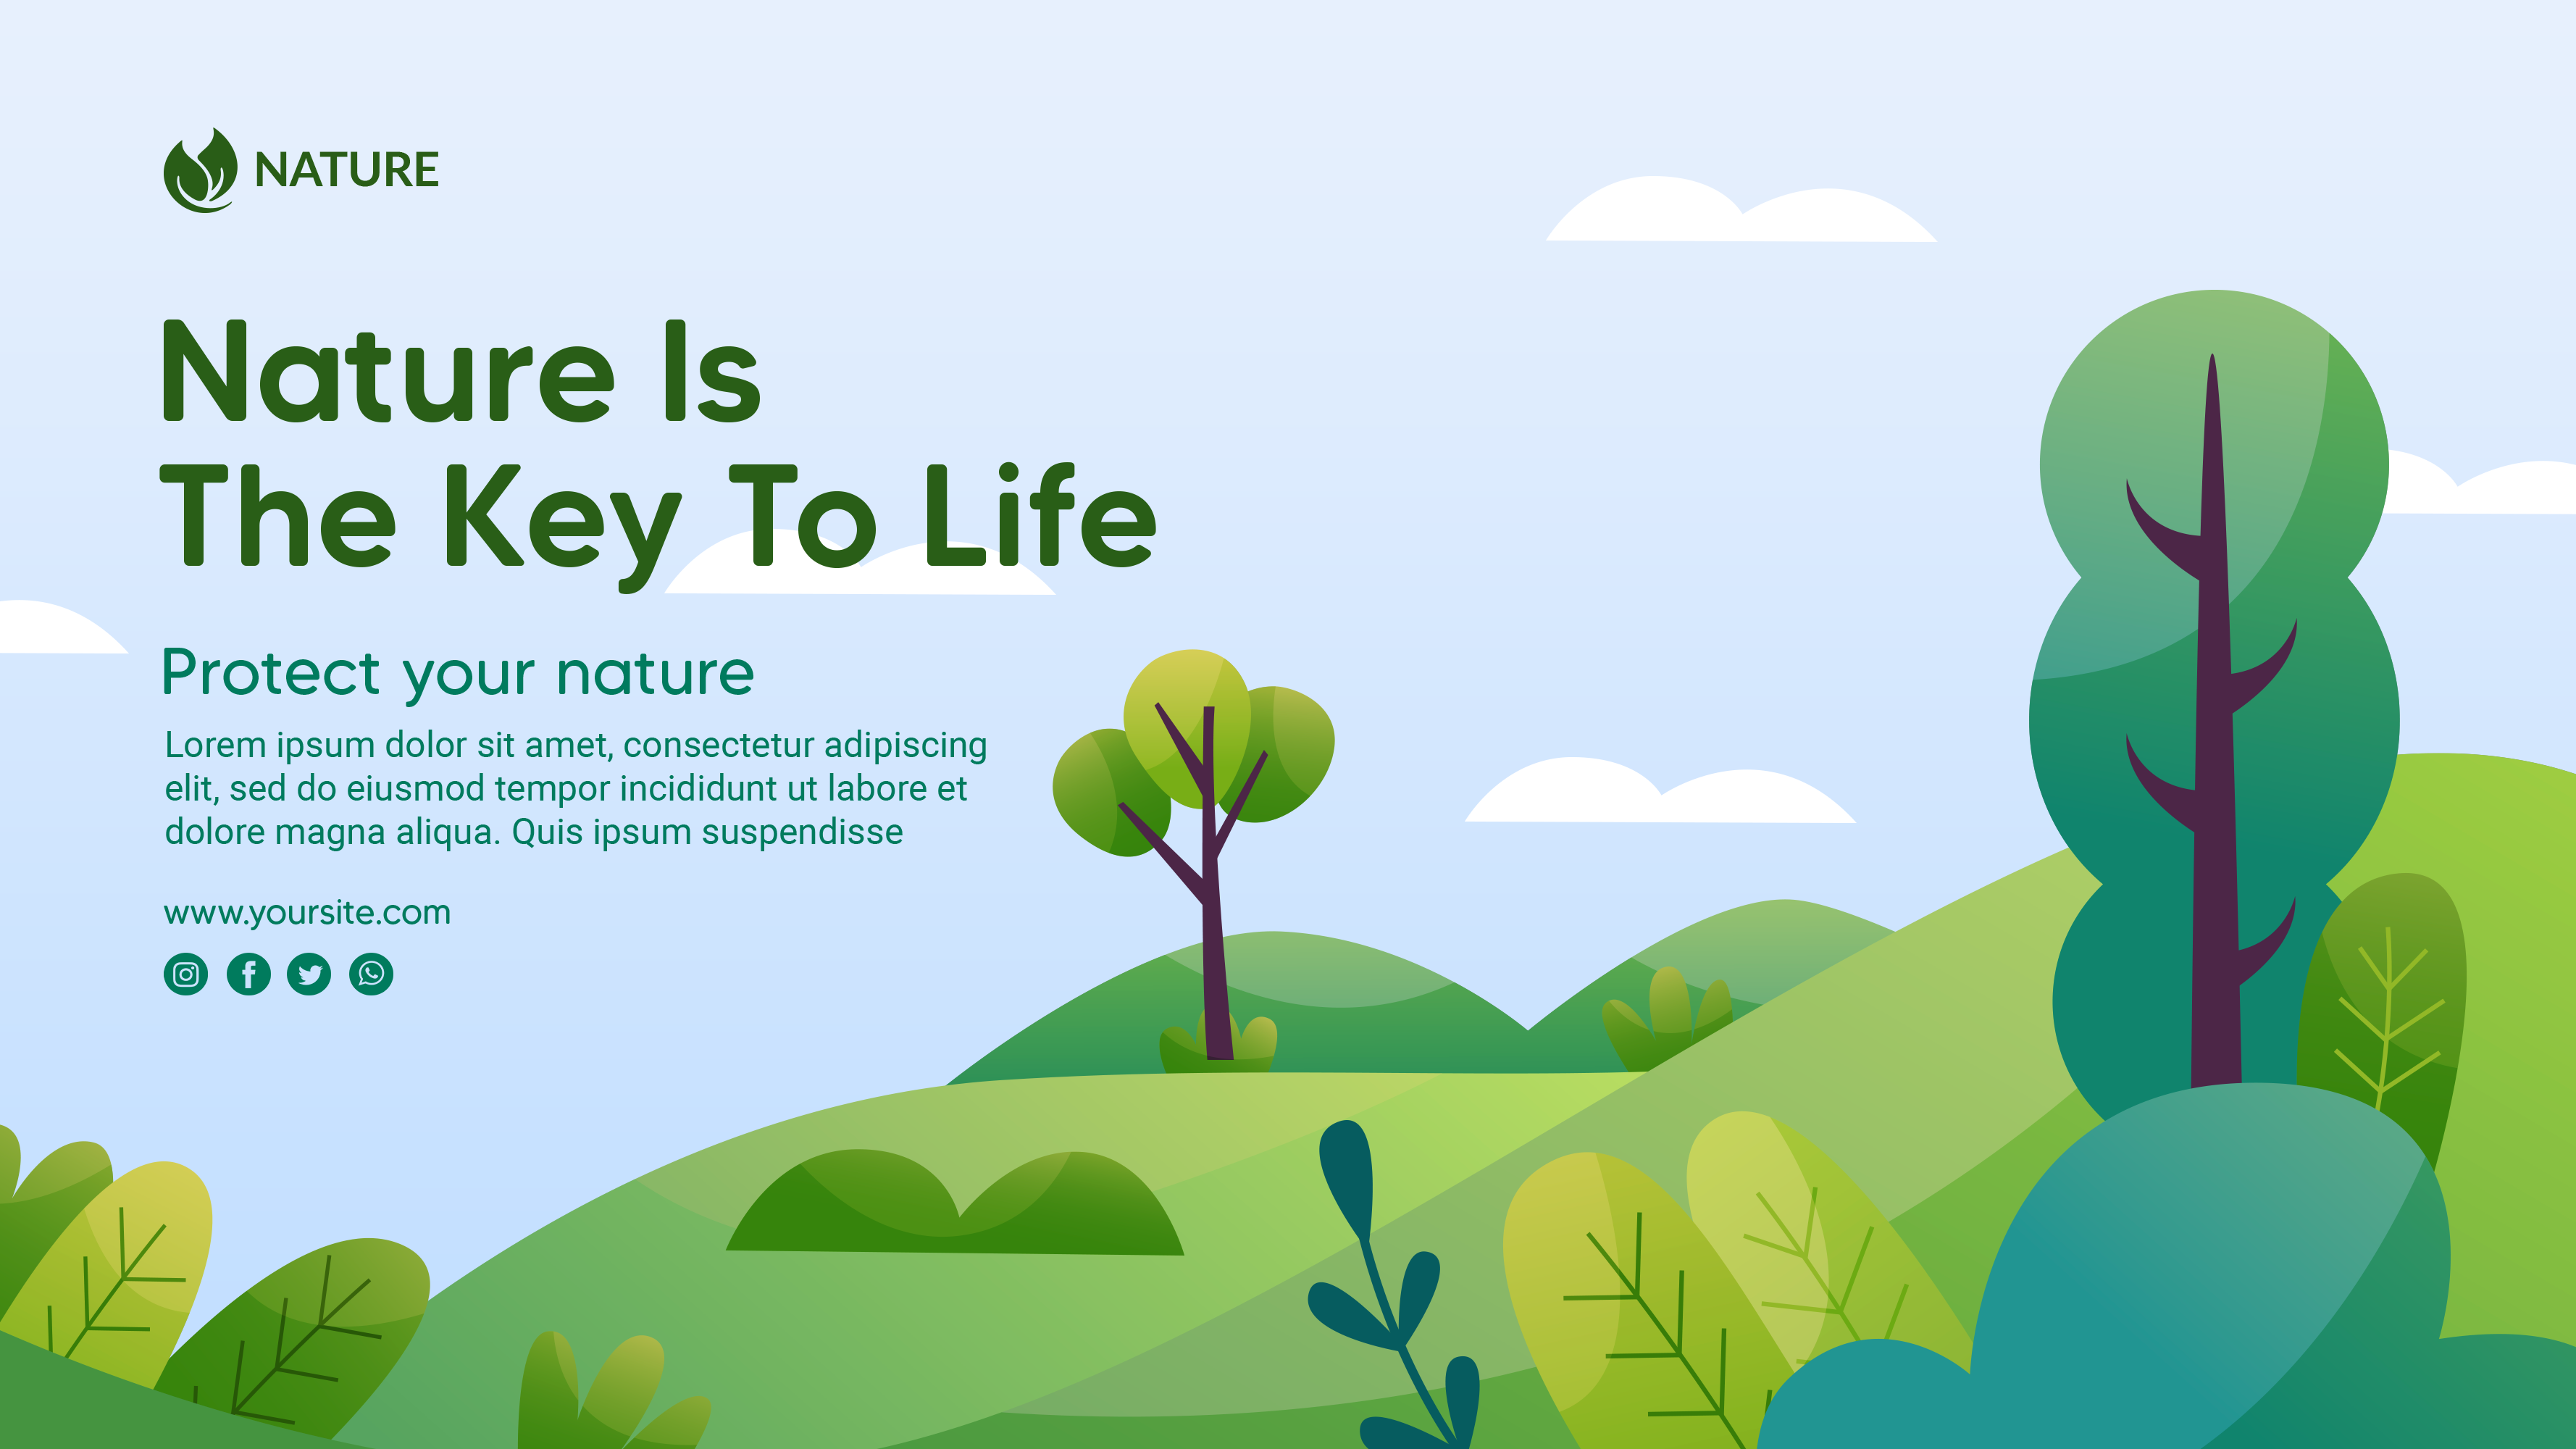 NATURE
Nature Is
The Key To Life
Protect your nature
Lorem ipsum dolor sit amet, consectetur adipiscing
elit, sed do eiusmod tempor incididunt ut labore et
dolore magna aliqua. Quis ipsum suspendisse
www.yoursite.com